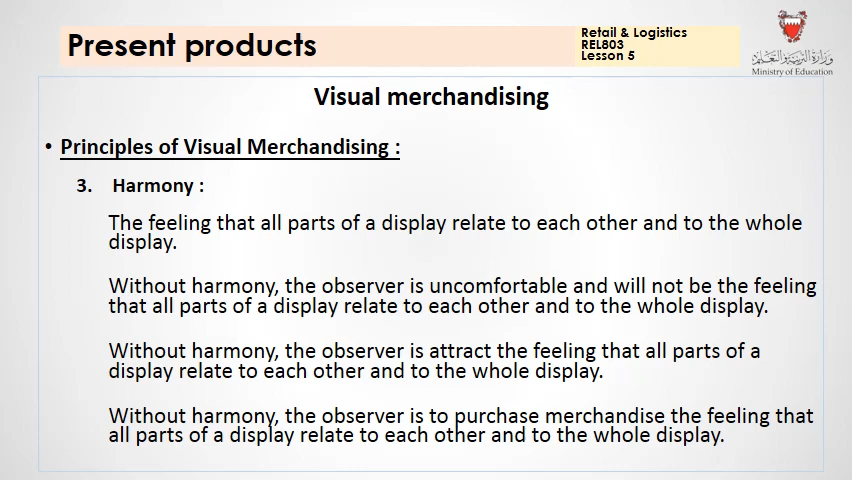 Present products
Retail & Logistics
REL803
Lesson 5
وزارة التربية والتعليم
Ministry of Education
Visual merchandising
• Principles of Visual Merchandising :
3. Harmony :
The feeling that all parts of a display relate to each other and to the whole
display.
Without harmony, the observer is uncomfortable and will not be the feeling
that all parts of a display relate to each other and to the whole display.
Without harmony, the observer is attract the feeling that all parts of a
display relate to each other and to the whole display.
Without harmony, the observer is to purchase merchandise the feeling that
all parts of a display relate to each other and to the whole display.